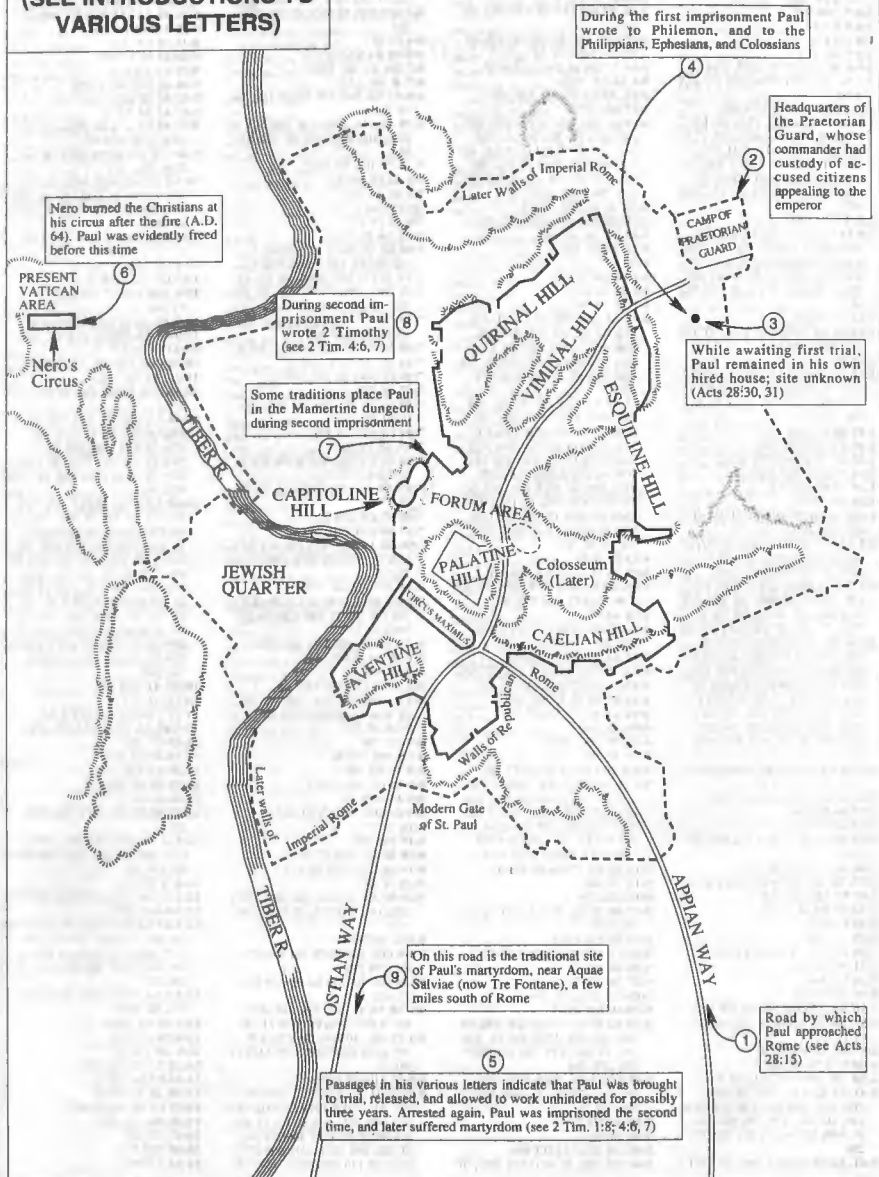 (SEE INTRODUCTIONS TO
VARIOUS LETTERS)
During the first imprisonment Paul
wrote to Philemon, and to the
Philippians, Ephesians, and Colossians
4
Headquarters of
the Praetorian
Guard, whose
commander had
custody of ac-
cused citizens
appealing to the
emperor
2
Later Walls of Imperial Rome
CAMP OF
PRAETORIAN
GUARD
Nero burned the Christians at
his circus after the fire (A.D.
64). Paul was evidently freed
before this time
6
PRESENT
VATICAN
AREA
Nero's
Circus
During second im-
prisonment Paul
wrote 2 Timothy
(see 2 Tim. 4:6, 7)
8
QUIRINAL HILL
VIMINAL HILL
ESQUILINE HILL
3
While awaiting first trial,
Paul remained in his own
hired house; site unknown
(Acts 28:30, 31)
Some traditions place Paul
in the Mamertine dungeon
during second imprisonment
7
TIBER R.
CAPITOLINE
HILL
FORUM AREA
JEWISH
QUARTER
PALATINE
HILL
Colosseum
(Later)
CIRCUS MAXIMUS
CAELIAN HILL
AVENTINE
HILL
Walls of Republican Rome
Later walls of
Imperial Rome
Modern Gate
of St. Paul
TIBER R.
OSTIAN WAY
APPIAN WAY
9
On this road is the traditional site
of Paul's martyrdom, near Aquae
Salviae (now Tre Fontane), a few
miles south of Rome
1
Road by which
Paul approached
Rome (see Acts
28:15)
5
Passages in his various letters indicate that Paul was brought
to trial, released, and allowed to work unhindered for possibly
three years. Arrested again, Paul was imprisoned the second
time, and later suffered martyrdom (see 2 Tim. 1:8; 4:6, 7)